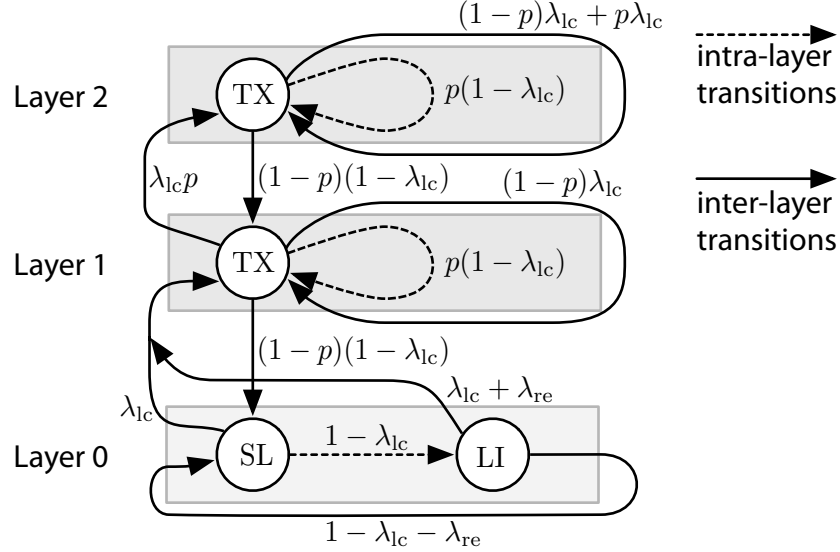 (1 − p)λlc + pλlc
intra-layer
transitions
Layer 2
TX
p(1 − λlc)
λlcp
(1 − p)(1 − λlc)
(1 − p)λlc
inter-layer
transitions
Layer 1
TX
p(1 − λlc)
(1 − p)(1 − λlc)
λlc
λlc + λre
Layer 0
SL
1 − λlc
LI
1 − λlc − λre